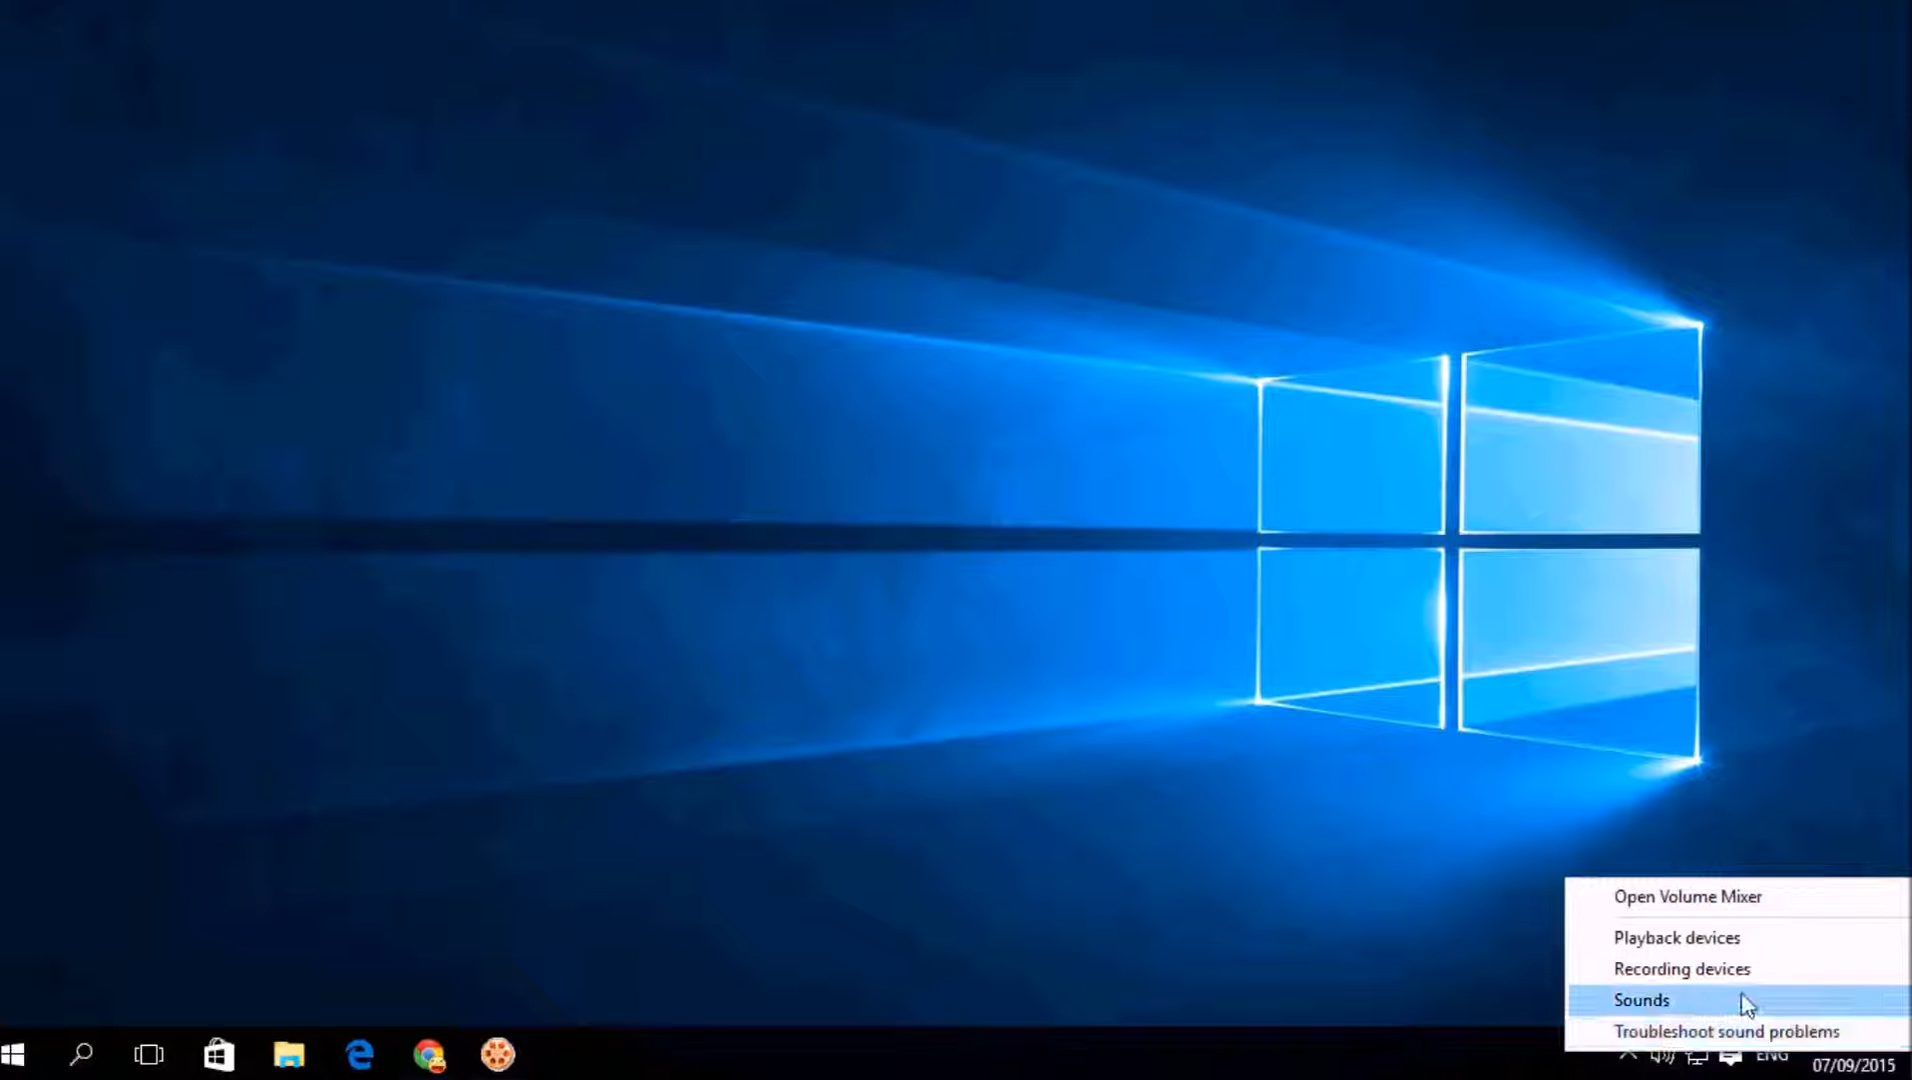 Open Volume Mixer
Playback devices
Recording devices
Sounds
Troubleshoot sound problems
ENG
07/09/2015